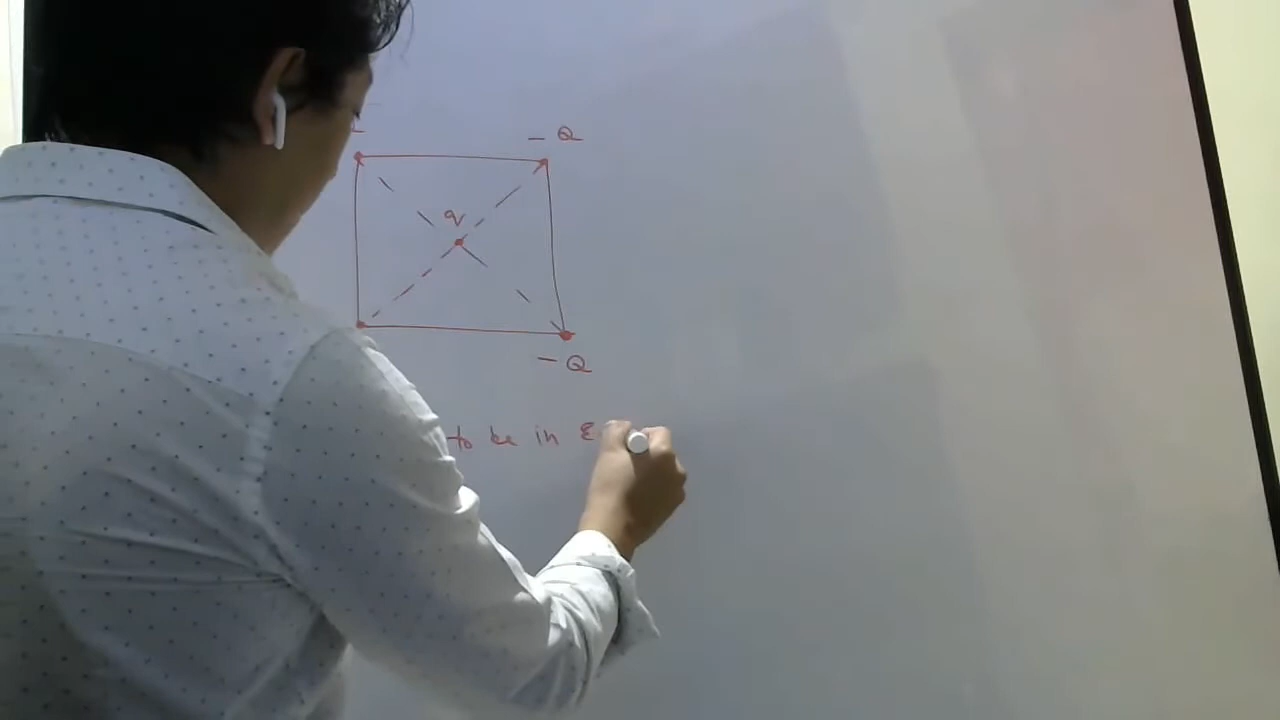 - Q
q
- Q
to be in